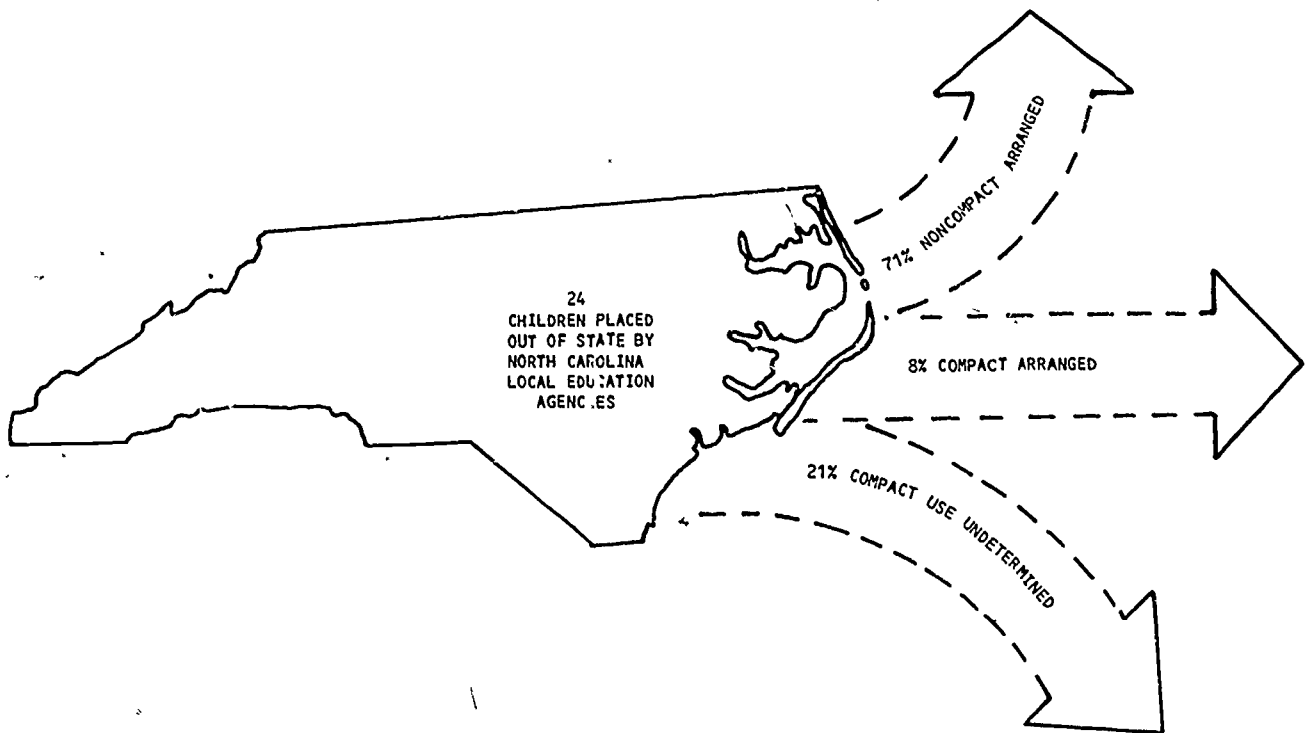 24
CHILDREN PLACED
OUT OF STATE BY
NORTH CAROLINA
LOCAL EDUCATION
AGENCIES
71% NONCOMPACT ARRANGED
8% COMPACT ARRANGED
21% COMPACT USE UNDETERMINED